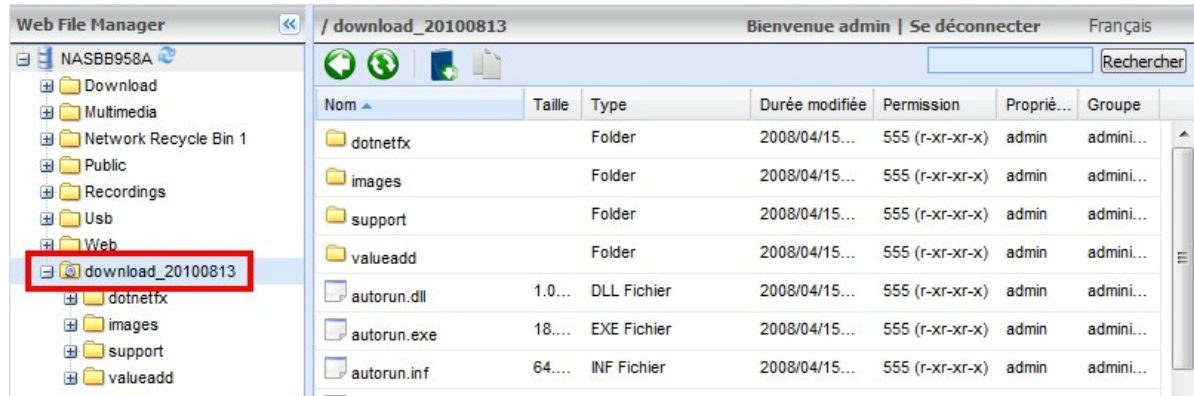 Web File Manager
/ download_20100813
Bienvenue admin | Se déconnecter
Français
NASBB958A
Rechercher
Download
Multimedia
Network Recycle Bin 1
Public
Recordings
Usb
Web
download_20100813
dotnetfx
images
support
valueadd
Nom Taille Type Durée modifiée Permission Proprié... Groupe
dotnetfx Folder 2008/04/15... 555 (r-xr-xr-x) admin admini...
images Folder 2008/04/15... 555 (r-xr-xr-x) admin admini...
support Folder 2008/04/15... 555 (r-xr-xr-x) admin admini...
valueadd Folder 2008/04/15... 555 (r-xr-xr-x) admin admini...
autorun.dll 1.0... DLL Fichier 2008/04/15... 555 (r-xr-xr-x) admin admini...
autorun.exe 18.... EXE Fichier 2008/04/15... 555 (r-xr-xr-x) admin admini...
autorun.inf 64.... INF Fichier 2008/04/15... 555 (r-xr-xr-x) admin admini...